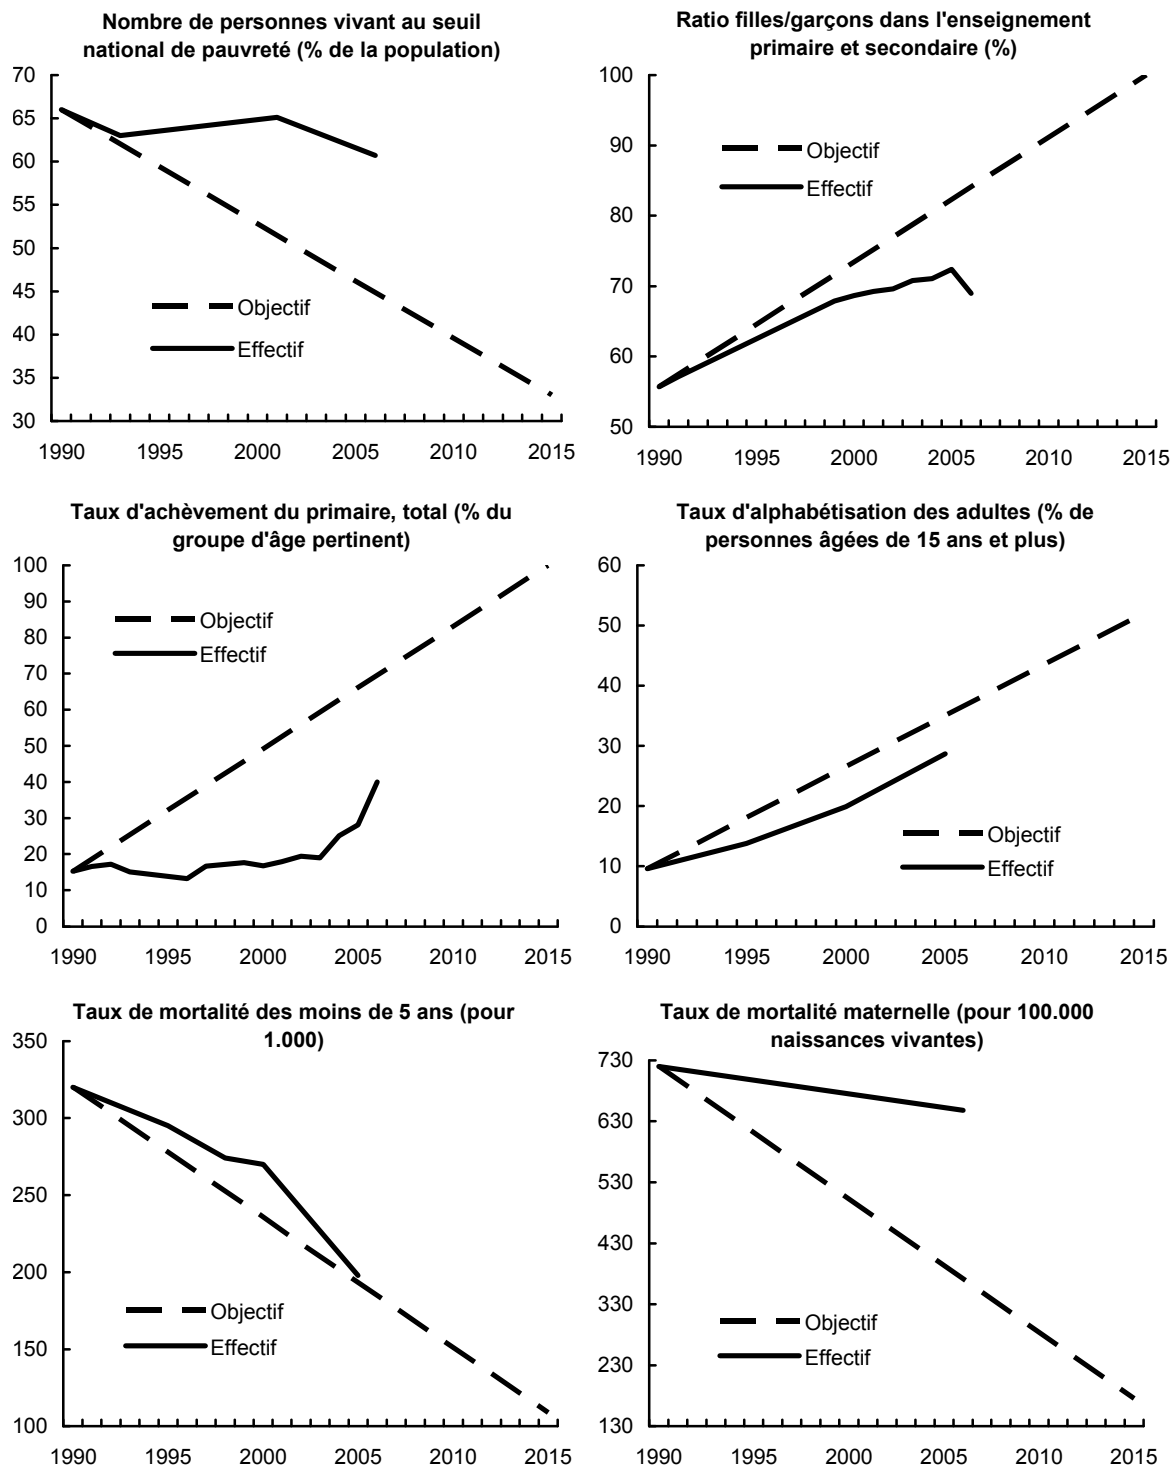 Nombre de personnes vivant au seuil
national de pauvreté (% de la population)
70
65
60
55
50
45
40
35
30
Objectif
Effectif
1990 1995 2000 2005 2010 2015
Ratio filles/garçons dans l'enseignement
primaire et secondaire (%)
100
90
80
70
60
50
Objectif
Effectif
1990 1995 2000 2005 2010 2015
Taux d'achèvement du primaire, total (% du
groupe d'âge pertinent)
100
90
80
70
60
50
40
30
20
10
0
Objectif
Effectif
1990 1995 2000 2005 2010 2015
Taux d'alphabétisation des adultes (% de
personnes âgées de 15 ans et plus)
60
50
40
30
20
10
0
Objectif
Effectif
1990 1995 2000 2005 2010 2015
Taux de mortalité des moins de 5 ans (pour
1.000)
350
300
250
200
150
100
Objectif
Effectif
1990 1995 2000 2005 2010 2015
Taux de mortalité maternelle (pour 100.000
naissances vivantes)
730
630
530
430
330
230
130
Objectif
Effectif
1990 1995 2000 2005 2010 2015